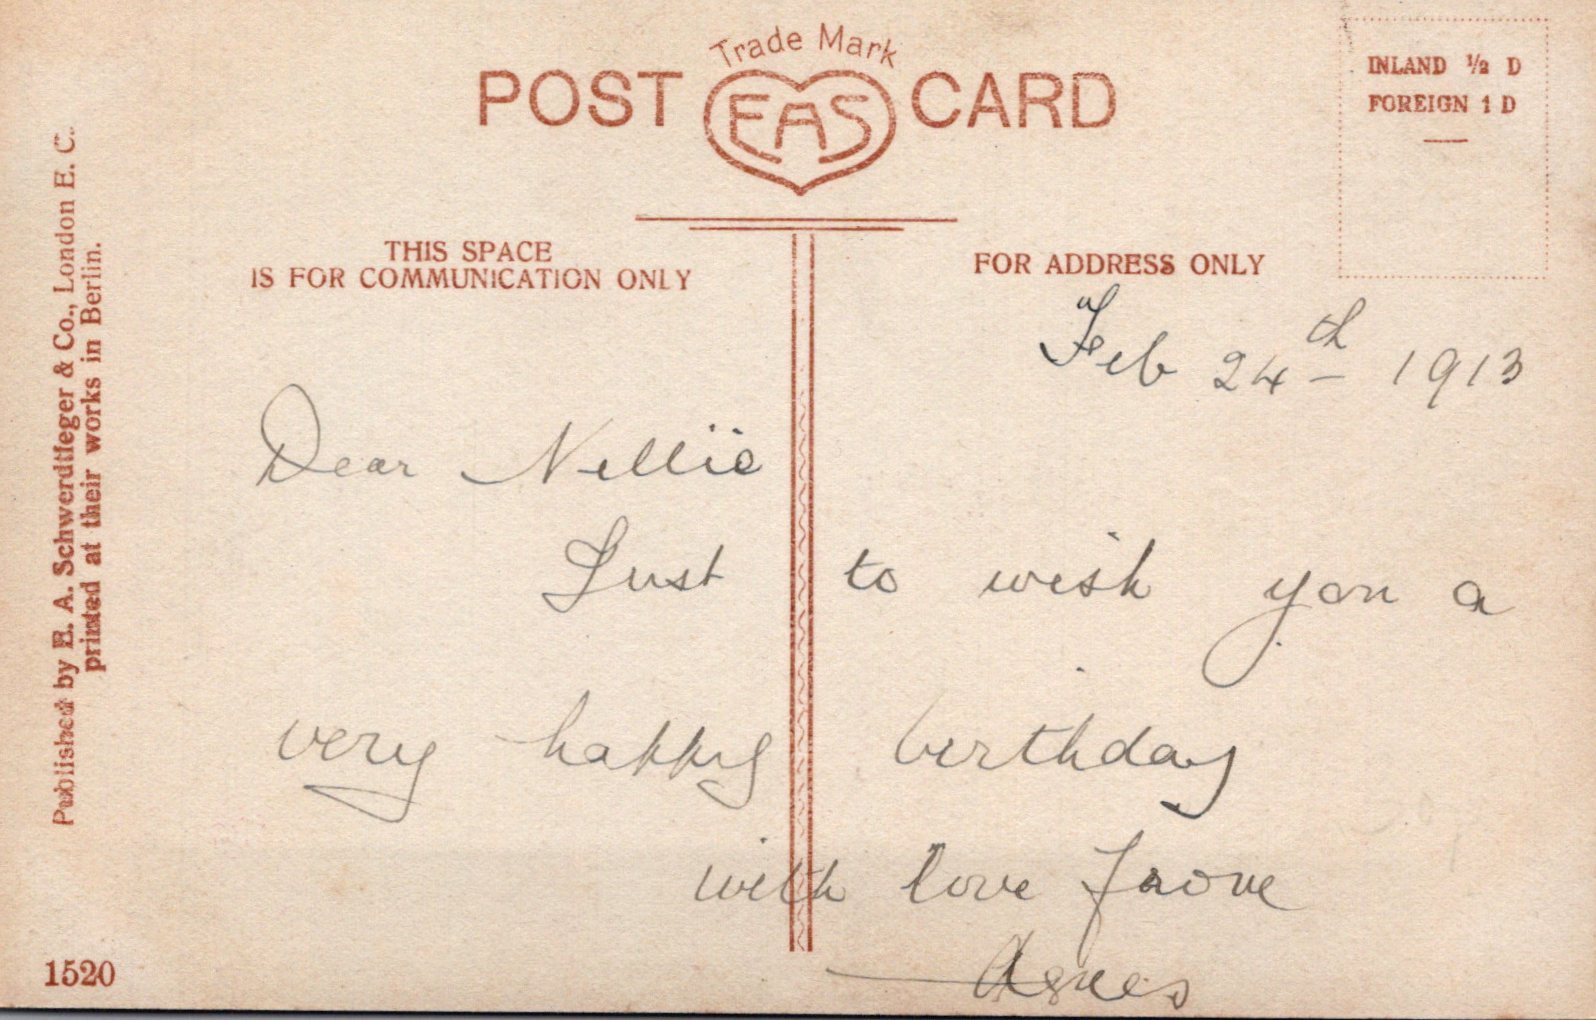 Trade Mark
POST EAS CARD
INLAND ½ D
FOREIGN 1 D
THIS SPACE
IS FOR COMMUNICATION ONLY
FOR ADDRESS ONLY
Published by E. A. Schwerdtfeger & Co., London E. C.
printed at their works in Berlin.
Feb 24th 1913
Dear Nellie
Just to wish you a
very happy birthday
with love from
Agnes
1520